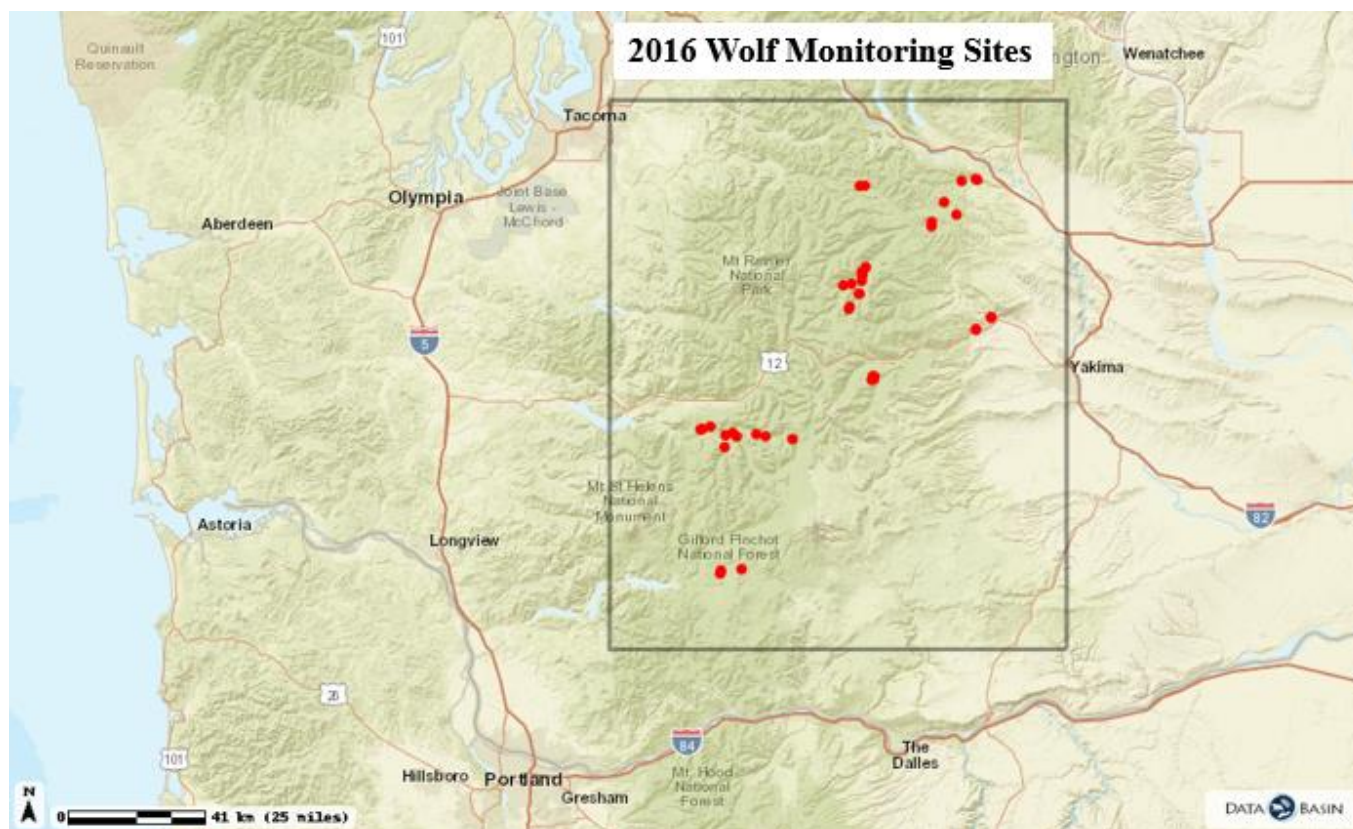 2016 Wolf Monitoring Sites
Quinault
Reservation
101
ngton
Wenatchee
Tacoma
Olympia
Joint Base
Lewis -
McChord
Aberdeen
Mt Rainier
National
Park
5
12
Yakima
Mt St Helens
National
Monument
82
Astoria
Longview
Gifford Pinchot
National Forest
26
101
84
The
Dalles
Hillsboro
Portland
Gresham
Mt. Hood
National
Forest
N
0 41 km (25 miles)
DATA BASIN